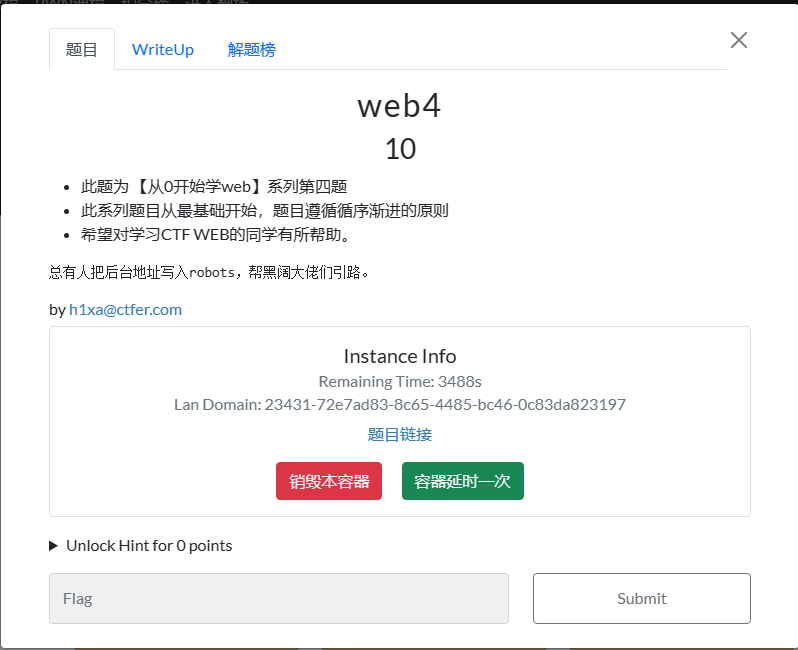 题目
WriteUp
解题榜
web4
10
此题为 【从0开始学web】系列第四题
此系列题目从最基础开始，题目遵循循序渐进的原则
希望对学习CTF WEB的同学有所帮助。
总有人把后台地址写入robots，帮黑阔大佬们引路。
by h1xa@ctfer.com
Instance Info
Remaining Time: 3488s
Lan Domain: 23431-72e7ad83-8c65-4485-bc46-0c83da823197
题目链接
销毁本容器
容器延时一次
Unlock Hint for 0 points
Flag
Submit